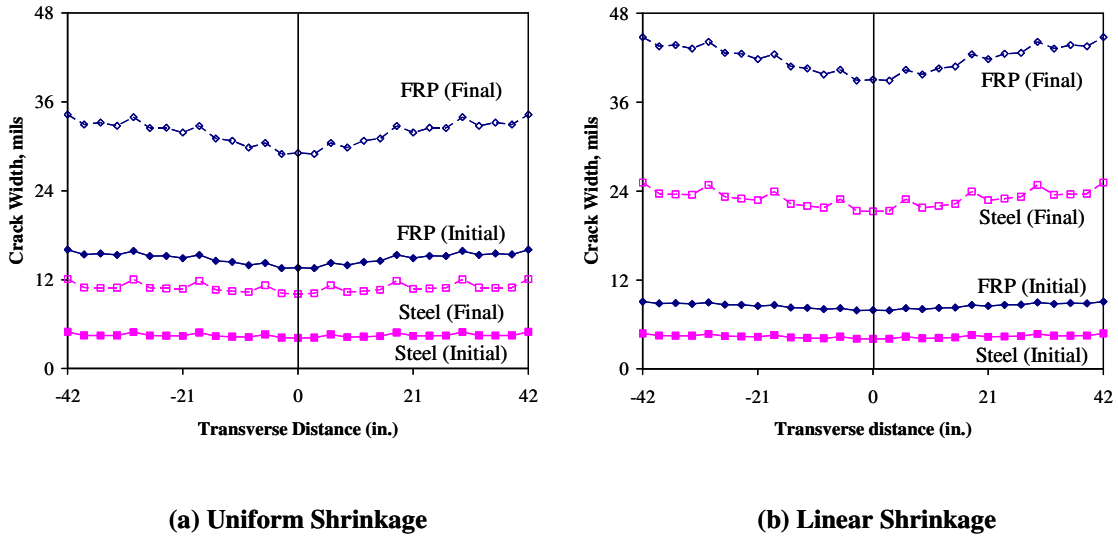 48
36
24
12
0
Crack Width, mils
FRP (Final)
FRP (Initial)
Steel (Final)
Steel (Initial)
-42 -21 0 21 42
Transverse Distance (in.)
(a) Uniform Shrinkage
48
36
24
12
0
Crack Width, mils
FRP (Final)
Steel (Final)
FRP (Initial)
Steel (Initial)
-42 -21 0 21 42
Transverse distance (in.)
(b) Linear Shrinkage